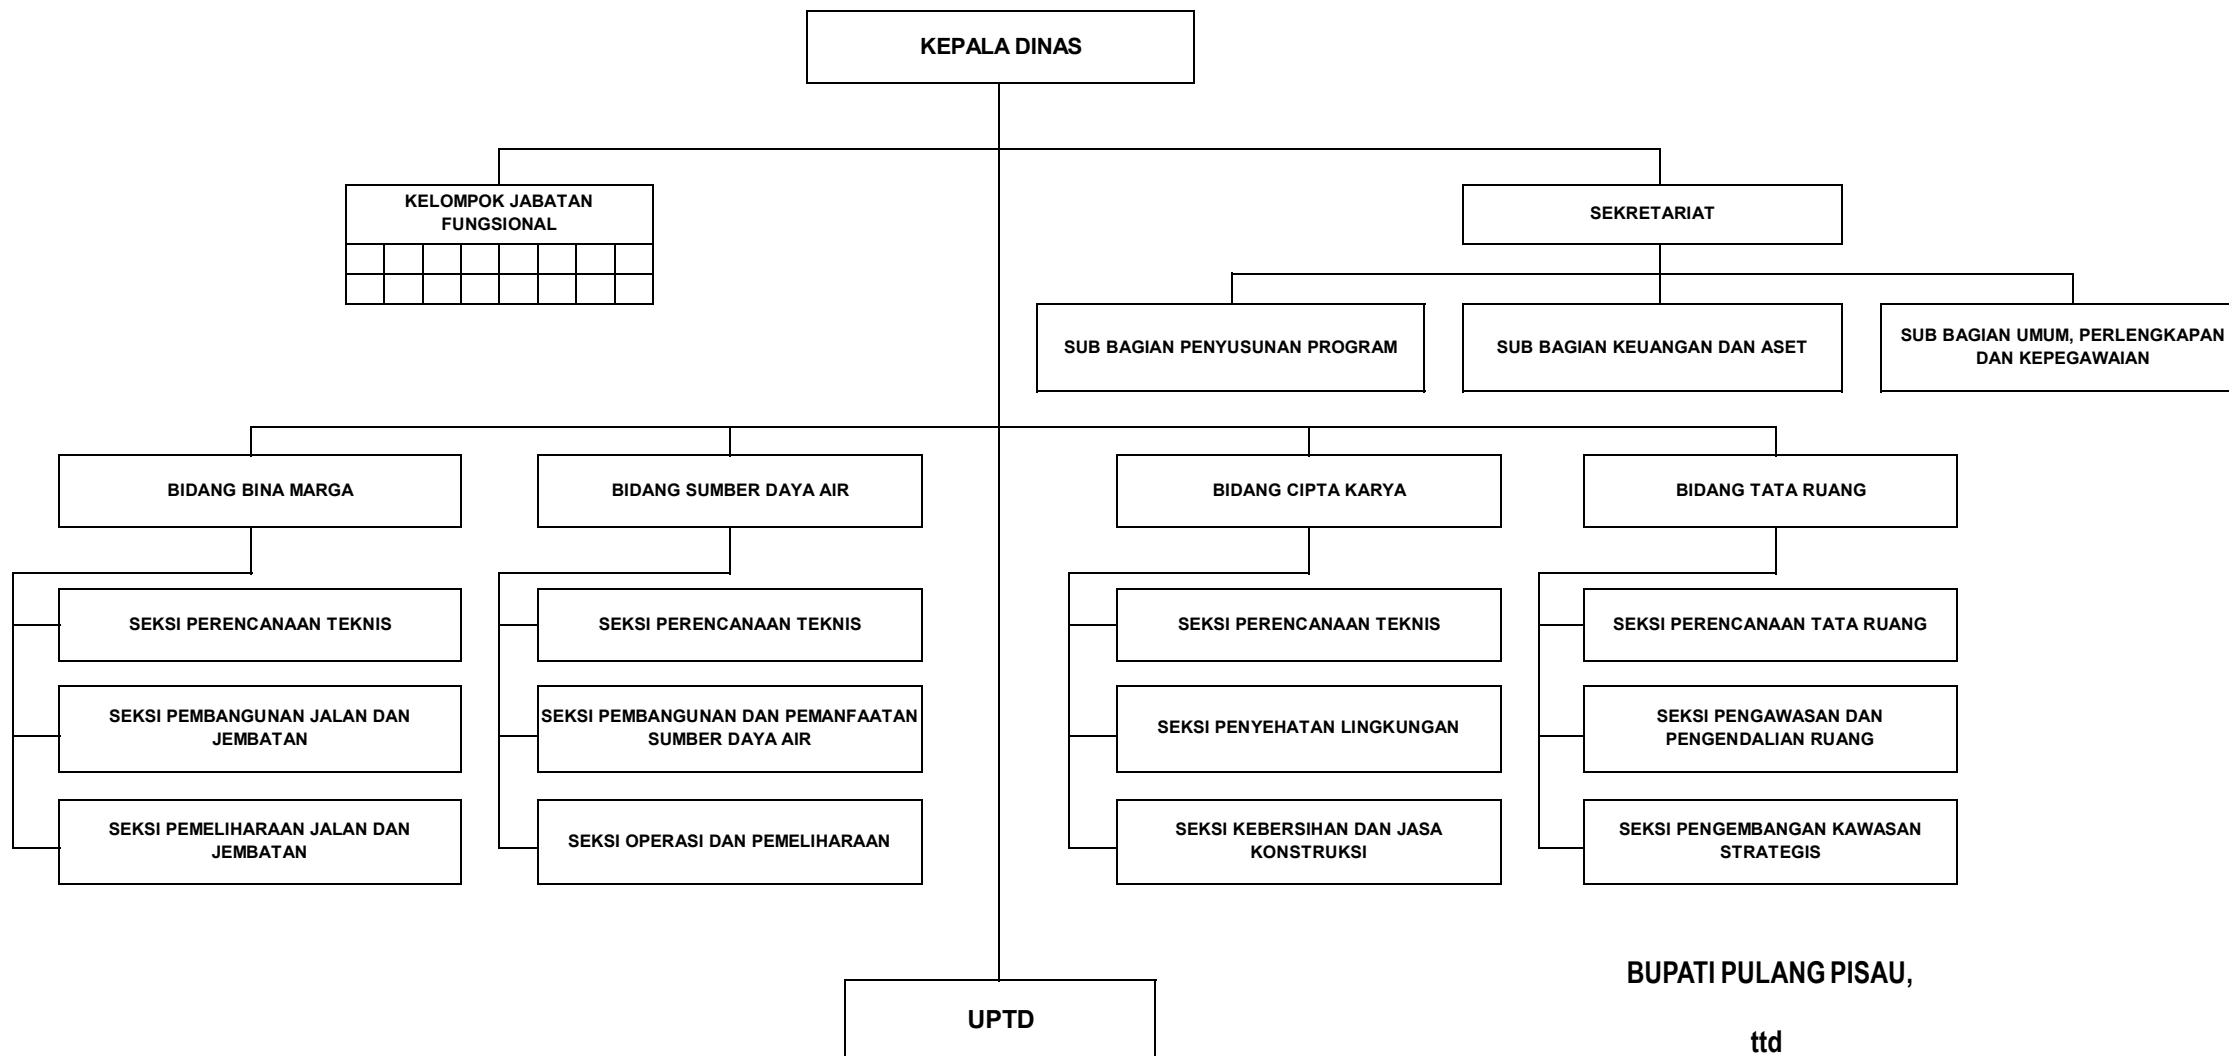 KEPALA DINAS
KELOMPOK JABATAN
FUNGSIONAL
SEKRETARIAT
SUB BAGIAN PENYUSUNAN PROGRAM
SUB BAGIAN KEUANGAN DAN ASET
SUB BAGIAN UMUM, PERLENGKAPAN
DAN KEPEGAWAIAN
BIDANG BINA MARGA
BIDANG SUMBER DAYA AIR
BIDANG CIPTA KARYA
BIDANG TATA RUANG
SEKSI PERENCANAAN TEKNIS
SEKSI PERENCANAAN TEKNIS
SEKSI PERENCANAAN TEKNIS
SEKSI PERENCANAAN TATA RUANG
SEKSI PEMBANGUNAN JALAN DAN
JEMBATAN
SEKSI PEMBANGUNAN DAN PEMANFAATAN
SUMBER DAYA AIR
SEKSI PENYEHATAN LINGKUNGAN
SEKSI PENGAWASAN DAN
PENGENDALIAN RUANG
SEKSI PEMELIHARAAN JALAN DAN
JEMBATAN
SEKSI OPERASI DAN PEMELIHARAAN
SEKSI KEBERSIHAN DAN JASA
KONSTRUKSI
SEKSI PENGEMBANGAN KAWASAN
STRATEGIS
UPTD
BUPATI PULANG PISAU,
ttd